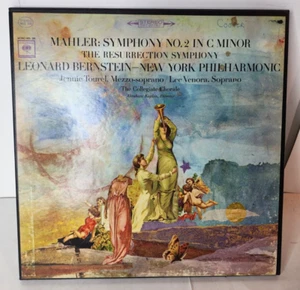 MAHLER: SYMPHONY NO. 2 IN C MINOR
THE RESURRECTION SYMPHONY
LEONARD BERNSTEIN–NEW YORK PHILHARMONIC
Jennie Tourel, Mezzo-soprano / Lee Venora, Soprano
The Collegiate Chorale